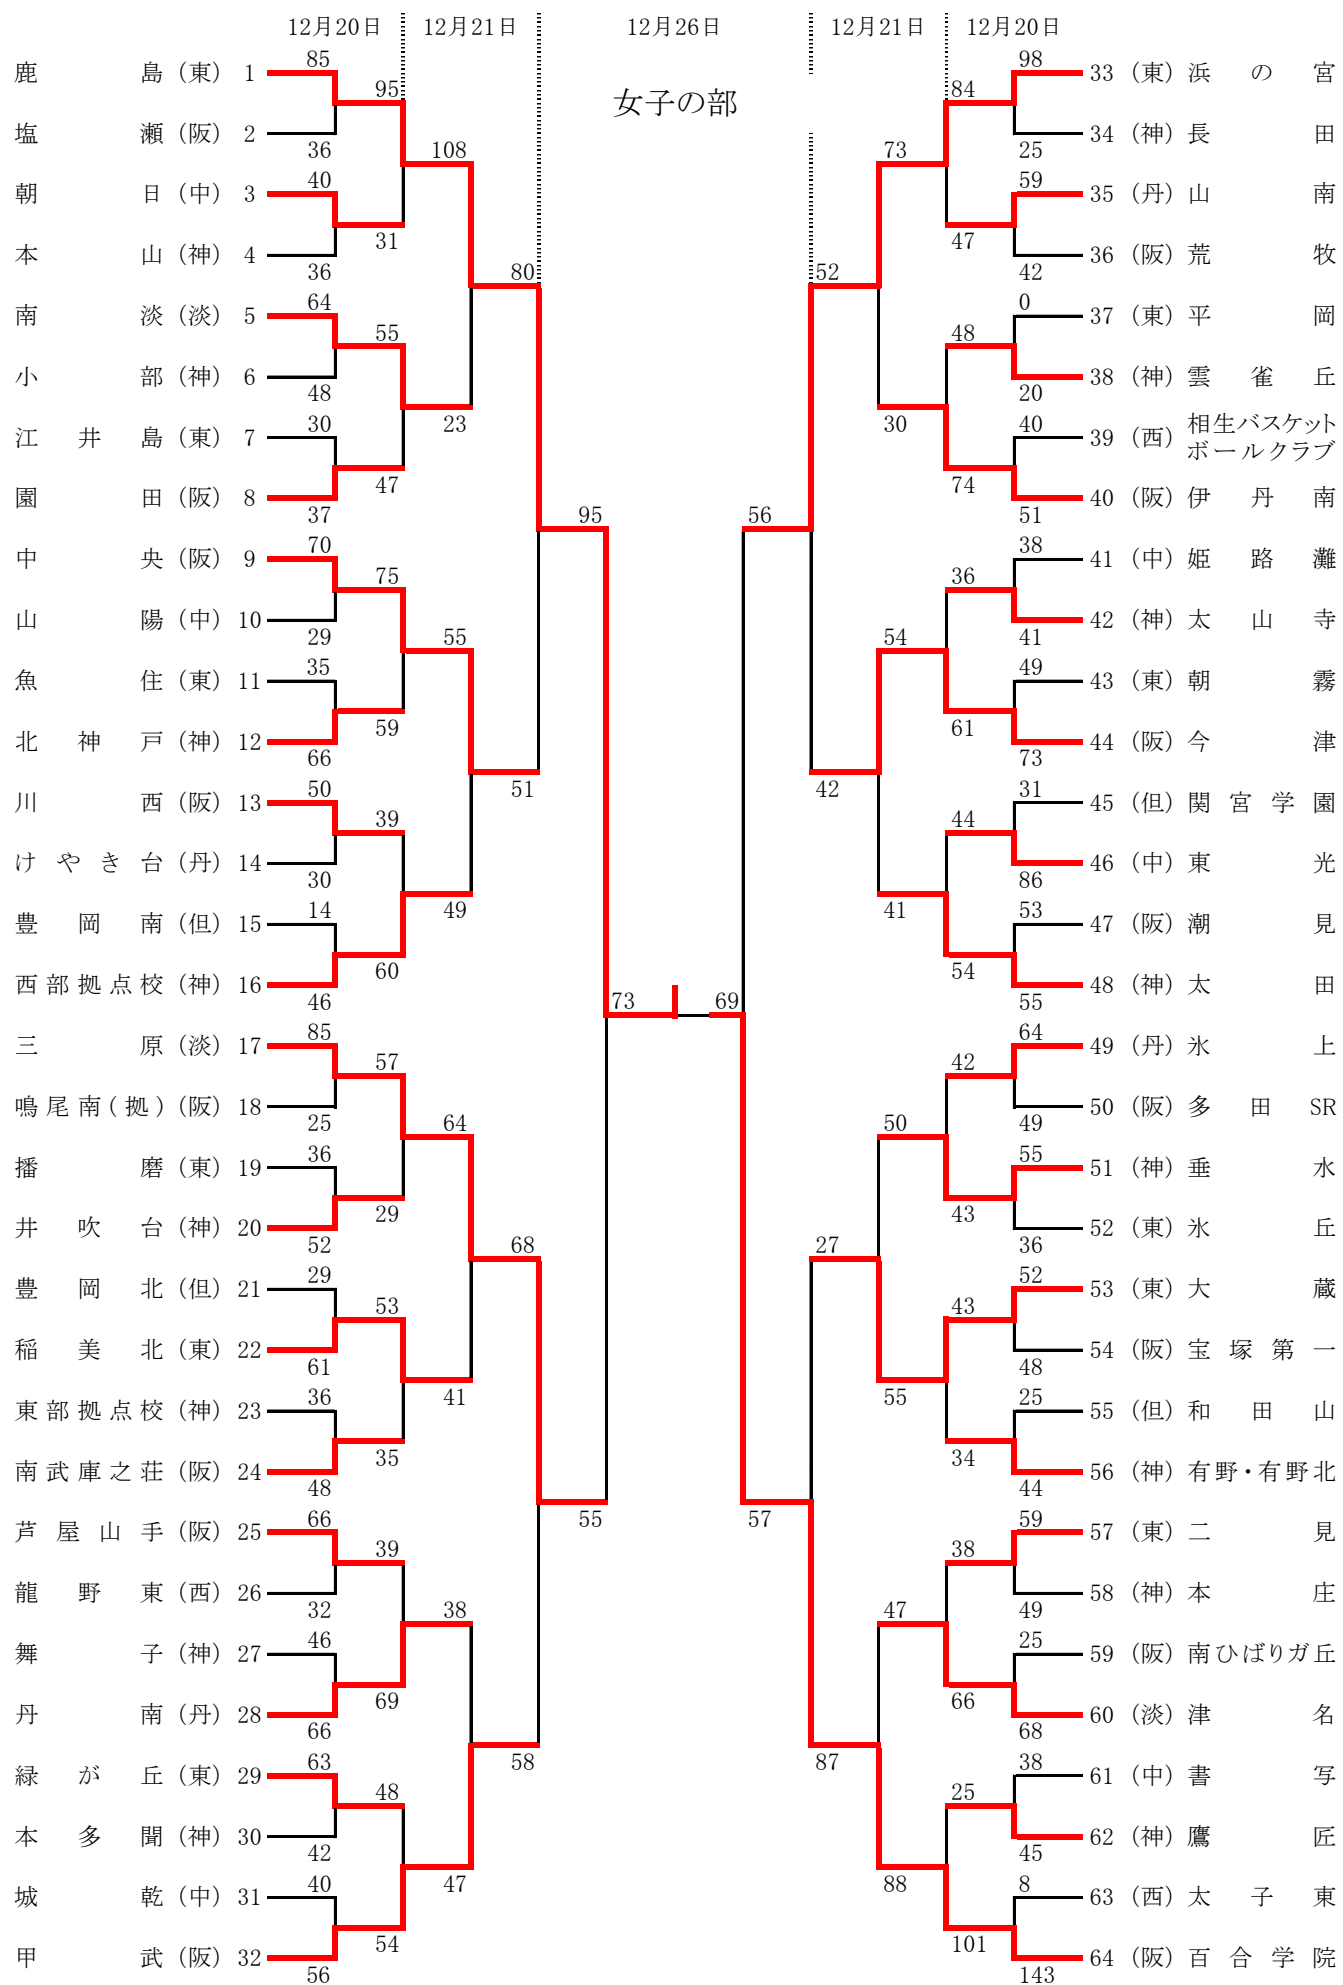 12月20日 12月21日 12月26日 12月21日 12月20日
女子の部
鹿島 (東) 1 85
95
塩瀬 (阪) 2 36
108
朝日 (中) 3 40
31
本山 (神) 4 36
80
南淡 (淡) 5 64
55
小部 (神) 6 48
23
江井島 (東) 7 30
47
園田 (阪) 8 37
95
中央 (阪) 9 70
75
山陽 (中) 10 29
55
魚住 (東) 11 35
59
北神戸 (神) 12 66
51
川西 (阪) 13 50
39
けやき台 (丹) 14 30
49
豊岡南 (但) 15 14
60
西部拠点校 (神) 16 46
73
三原 (淡) 17 85
57
鳴尾南(拠) (阪) 18 25
64
播磨 (東) 19 36
29
井吹台 (神) 20 52
68
豊岡北 (但) 21 29
53
稲美北 (東) 22 61
41
東部拠点校 (神) 23 36
35
南武庫之荘 (阪) 24 48
55
芦屋山手 (阪) 25 66
39
龍野東 (西) 26 32
38
舞子 (神) 27 46
69
丹南 (丹) 28 66
58
緑が丘 (東) 29 63
48
本多聞 (神) 30 42
47
城乾 (中) 31 40
54
甲武 (阪) 32 56
98 33 (東) 浜の宮
84
25 34 (神) 長田
73
59 35 (丹) 山南
47
42 36 (阪) 荒牧
52
0 37 (東) 平岡
48
20 38 (神) 雲雀丘
30
40 39 (西) 相生バスケット
ボールクラブ
74
51 40 (阪) 伊丹南
56
38 41 (中) 姫路灘
36
41 42 (神) 太山寺
54
49 43 (東) 朝霧
61
73 44 (阪) 今津
42
31 45 (但) 関宮学園
44
86 46 (中) 東光
41
53 47 (阪) 潮見
54
55 48 (神) 太田
69
64 49 (丹) 氷上
42
49 50 (阪) 多田SR
50
55 51 (神) 垂水
43
36 52 (東) 氷丘
27
52 53 (東) 大蔵
43
48 54 (阪) 宝塚第一
55
25 55 (但) 和田山
34
44 56 (神) 有野・有野北
57
59 57 (東) 二見
38
49 58 (神) 本庄
47
25 59 (阪) 南ひばりガ丘
66
68 60 (淡) 津名
87
38 61 (中) 書写
25
45 62 (神) 鷹匠
88
8 63 (西) 太子東
101
143 64 (阪) 百合学院